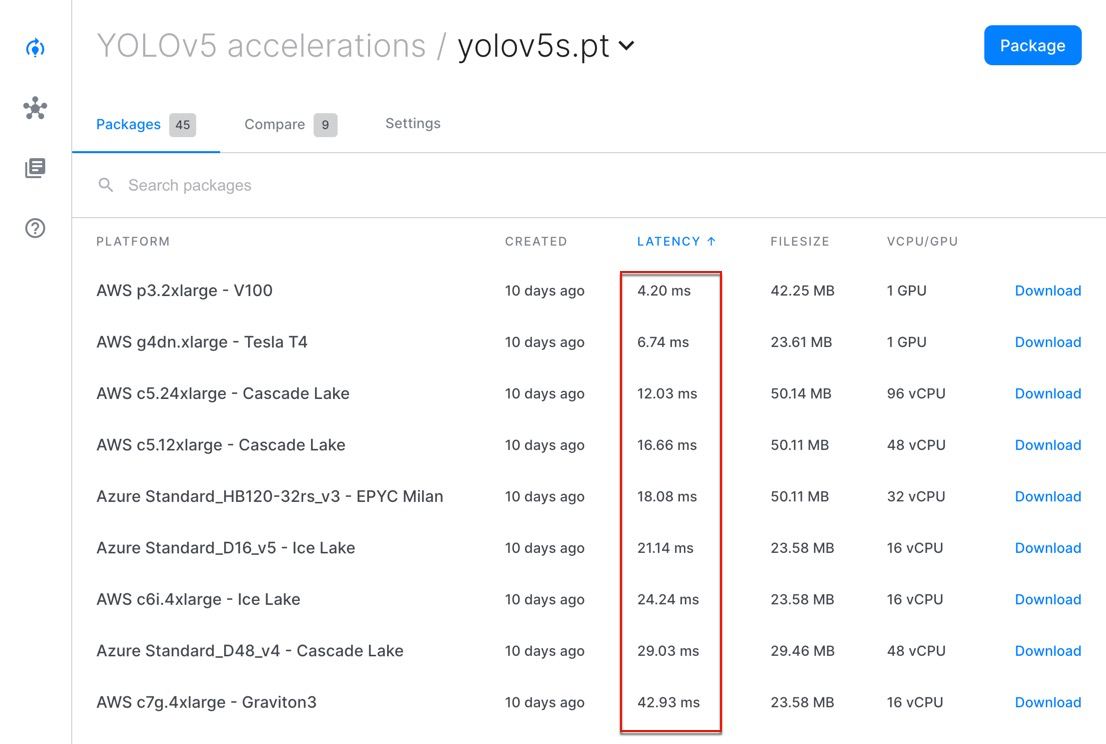 YOLOv5 accelerations / yolov5s.pt
Package
Packages 45 Compare 9 Settings
Search packages
PLATFORM CREATED LATENCY ↑ FILESIZE VCPU/GPU
AWS p3.2xlarge - V100 10 days ago 4.20 ms 42.25 MB 1 GPU Download
AWS g4dn.xlarge - Tesla T4 10 days ago 6.74 ms 23.61 MB 1 GPU Download
AWS c5.24xlarge - Cascade Lake 10 days ago 12.03 ms 50.14 MB 96 vCPU Download
AWS c5.12xlarge - Cascade Lake 10 days ago 16.66 ms 50.11 MB 48 vCPU Download
Azure Standard_HB120-32rs_v3 - EPYC Milan 10 days ago 18.08 ms 50.11 MB 32 vCPU Download
Azure Standard_D16_v5 - Ice Lake 10 days ago 21.14 ms 23.58 MB 16 vCPU Download
AWS c6i.4xlarge - Ice Lake 10 days ago 24.24 ms 23.58 MB 16 vCPU Download
Azure Standard_D48_v4 - Cascade Lake 10 days ago 29.03 ms 29.46 MB 48 vCPU Download
AWS c7g.4xlarge - Graviton3 10 days ago 42.93 ms 23.58 MB 16 vCPU Download